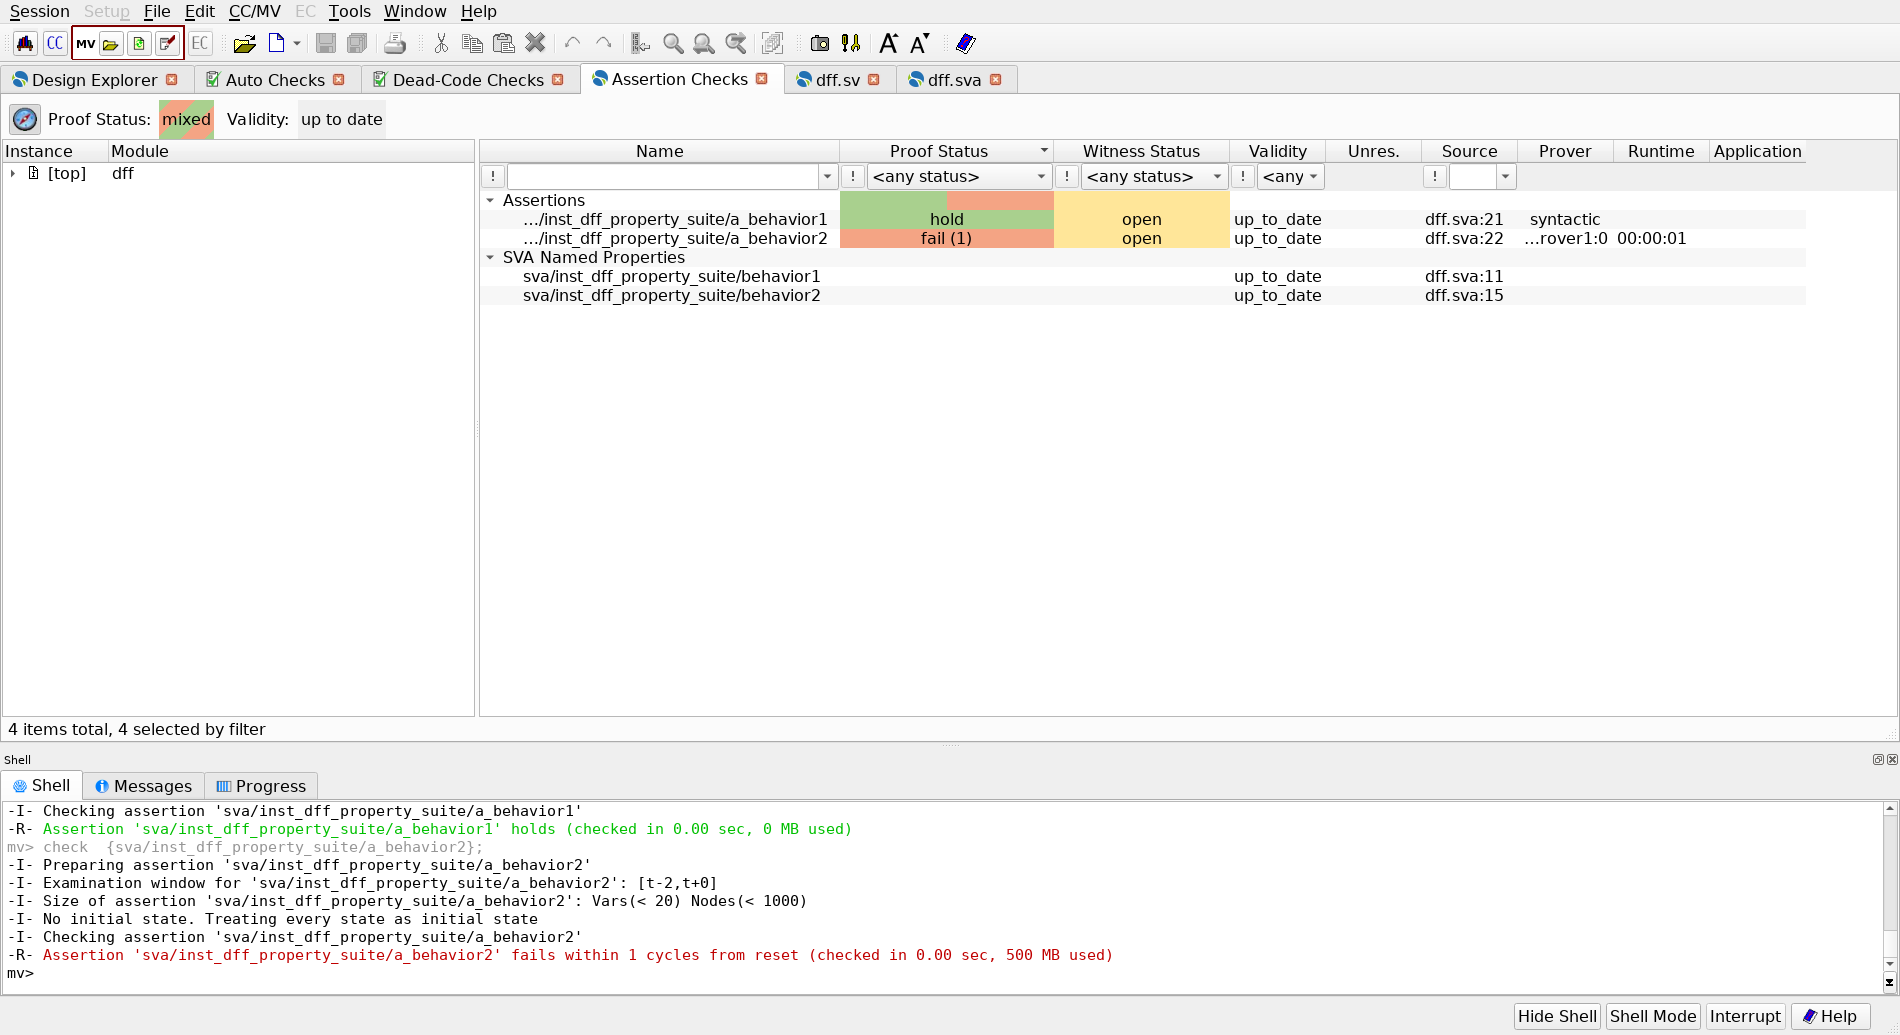 Session Setup File Edit CC/MV EC Tools Window Help
CC MV EC A A
Design Explorer Auto Checks Dead-Code Checks Assertion Checks dff.sv dff.sva
Proof Status: mixed Validity: up to date
Instance Module
[top] dff
Name Proof Status Witness Status Validity Unres. Source Prover Runtime Application
! ! <any status> ! <any status> ! <any !
Assertions
.../inst_dff_property_suite/a_behavior1 hold open up_to_date dff.sva:21 syntactic
.../inst_dff_property_suite/a_behavior2 fail (1) open up_to_date dff.sva:22 ...rover1:0 00:00:01
SVA Named Properties
sva/inst_dff_property_suite/behavior1 up_to_date dff.sva:11
sva/inst_dff_property_suite/behavior2 up_to_date dff.sva:15
4 items total, 4 selected by filter
Shell
Shell Messages Progress
-I- Checking assertion 'sva/inst_dff_property_suite/a_behavior1'
-R- Assertion 'sva/inst_dff_property_suite/a_behavior1' holds (checked in 0.00 sec, 0 MB used)
mv> check {sva/inst_dff_property_suite/a_behavior2};
-I- Preparing assertion 'sva/inst_dff_property_suite/a_behavior2'
-I- Examination window for 'sva/inst_dff_property_suite/a_behavior2': [t-2,t+0]
-I- Size of assertion 'sva/inst_dff_property_suite/a_behavior2': Vars(< 20) Nodes(< 1000)
-I- No initial state. Treating every state as initial state
-I- Checking assertion 'sva/inst_dff_property_suite/a_behavior2'
-R- Assertion 'sva/inst_dff_property_suite/a_behavior2' fails within 1 cycles from reset (checked in 0.00 sec, 500 MB used)
mv>
Hide Shell Shell Mode Interrupt Help